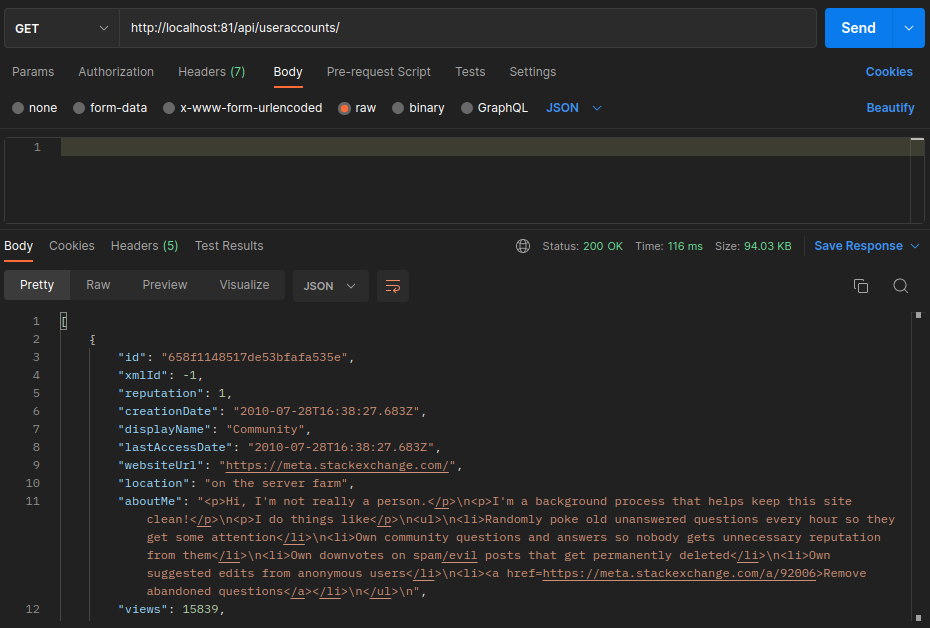 GET http://localhost:81/api/useraccounts/ Send
Params Authorization Headers (7) Body Pre-request Script Tests Settings Cookies
none form-data x-www-form-urlencoded raw binary GraphQL JSON Beautify
1
Body Cookies Headers (5) Test Results Status: 200 OK Time: 116 ms Size: 94.03 KB Save Response
Pretty Raw Preview Visualize JSON
1 [
2 {
3 "id": "658f1148517de53bfafa535e",
4 "xmlId": -1,
5 "reputation": 1,
6 "creationDate": "2010-07-28T16:38:27.683Z",
7 "displayName": "Community",
8 "lastAccessDate": "2010-07-28T16:38:27.683Z",
9 "websiteUrl": "https://meta.stackexchange.com/",
10 "location": "on the server farm",
11 "aboutMe": "<p>Hi, I'm not really a person.</p>\n<p>I'm a background process that helps keep this site
clean!</p>\n<p>I do things like</p>\n<ul>\n<li>Randomly poke old unanswered questions every hour so they
get some attention</li>\n<li>Own community questions and answers so nobody gets unnecessary reputation
from them</li>\n<li>Own downvotes on spam/evil posts that get permanently deleted</li>\n<li>Own
suggested edits from anonymous users</li>\n<li><a href=https://meta.stackexchange.com/a/92006>Remove
abandoned questions</a></li>\n</ul>\n",
12 "views": 15839,